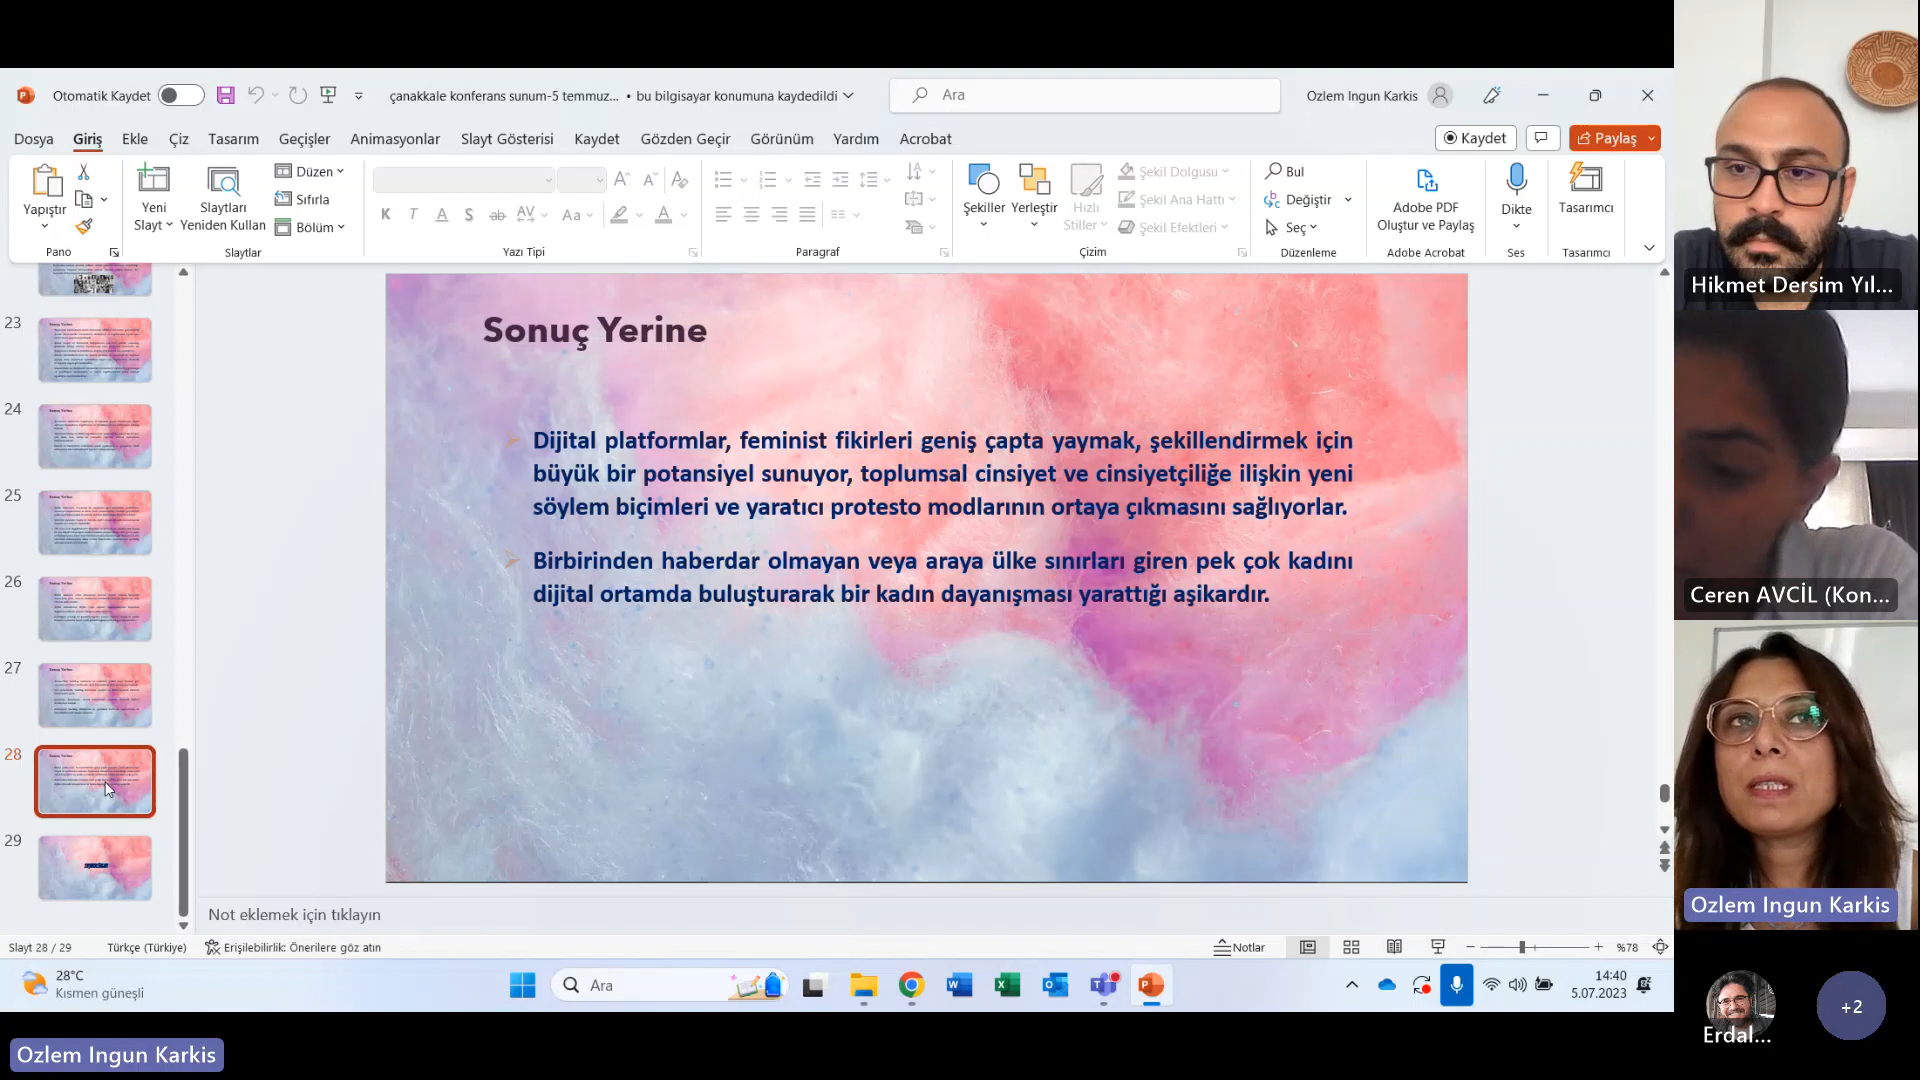 Otomatik Kaydet
çanakkale konferans sunum-5 temmuz... • bu bilgisayar konumuna kaydedildi
Ara
Ozlem Ingun Karkis
Dosya Giriş Ekle Çiz Tasarım Geçişler Animasyonlar Slayt Gösterisi Kaydet Gözden Geçir Görünüm Yardım Acrobat
Kaydet
Paylaş
Yapıştır
Yeni Slayt
Slaytları Yeniden Kullan
Düzen
Sıfırla
Bölüm
K T A S ab AV Aa
Şekiller
Yerleştir
Hızlı Stiller
Şekil Dolgusu
Şekil Ana Hattı
Şekil Efektleri
Bul
Değiştir
Seç
Adobe PDF Oluştur ve Paylaş
Dikte
Tasarımcı
Pano
Slaytlar
Yazı Tipi
Paragraf
Çizim
Düzenleme
Adobe Acrobat
Ses
Tasarımcı
23
24
25
26
27
28
29
Sonuç Yerine
Dijital platformlar, feminist fikirleri geniş çapta yaymak, şekillendirmek için
büyük bir potansiyel sunuyor, toplumsal cinsiyet ve cinsiyetçiliğe ilişkin yeni
söylem biçimleri ve yaratıcı protesto modlarının ortaya çıkmasını sağlıyorlar.
Birbirinden haberdar olmayan veya araya ülke sınırları giren pek çok kadını
dijital ortamda buluşturarak bir kadın dayanışması yarattığı aşikardır.
Not eklemek için tıklayın
Slayt 28 / 29
Türkçe (Türkiye)
Erişilebilirlik: Önerilere göz atın
Notlar
%78
28°C
Kısmen güneşli
Ara
14:40
5.07.2023
Hikmet Dersim Yıl...
Ceren AVCİL (Kon...
Ozlem Ingun Karkis
Erdal...
+2
Ozlem Ingun Karkis